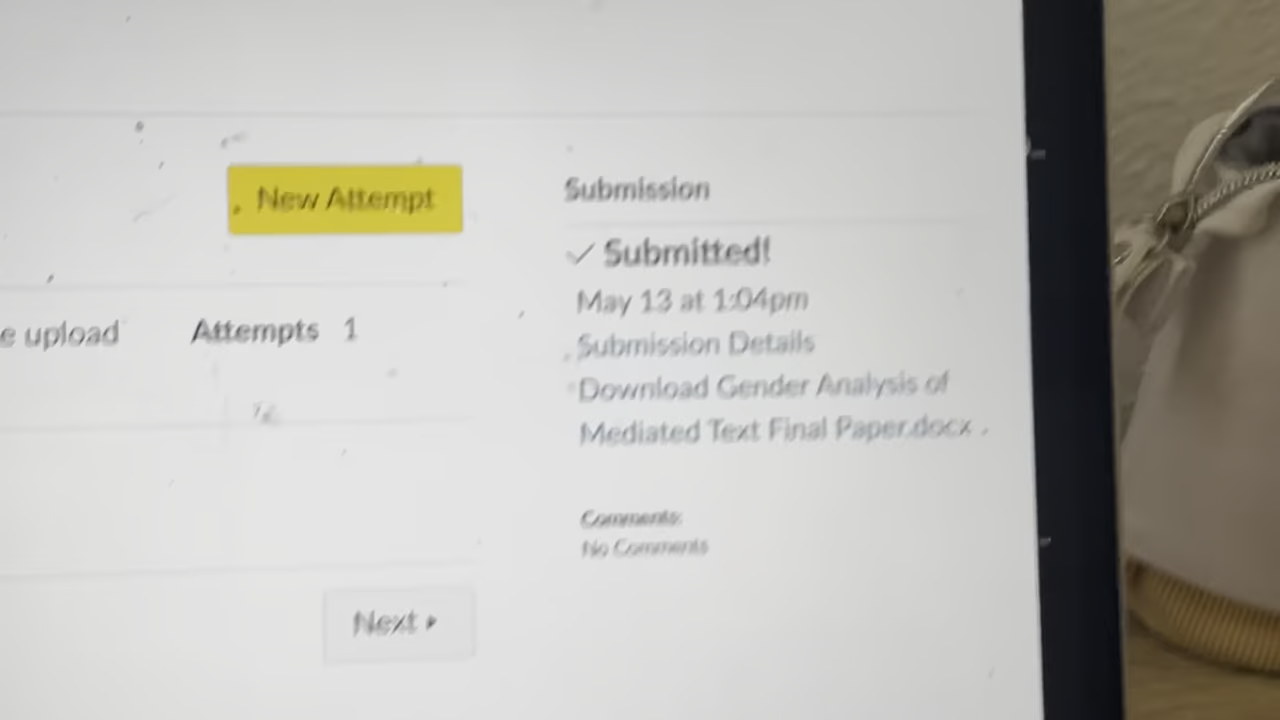 New Attempt
Submission
✓ Submitted!
May 13 at 1:04pm
e upload
Attempts 1
Submission Details
Download Gender Analysis of
Mediated Text Final Paper.docx
Comments:
No Comments
Next